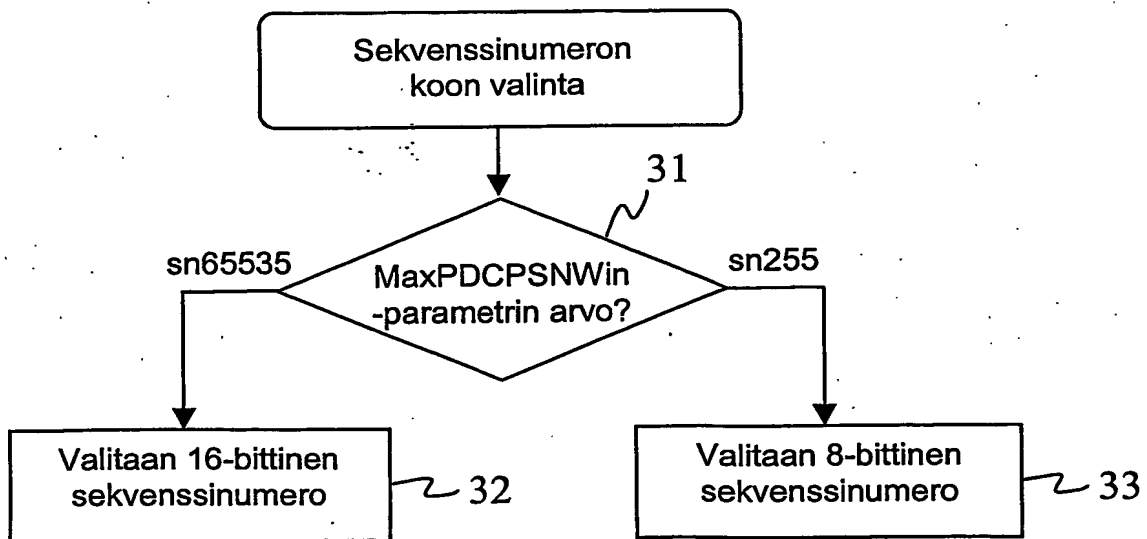 Sekvenssinumeron
koon valinta
31
sn65535
MaxPDCPSNWin
-parametrin arvo?
sn255
Valitaan 16-bittinen
sekvenssinumero
32
Valitaan 8-bittinen
sekvenssinumero
33